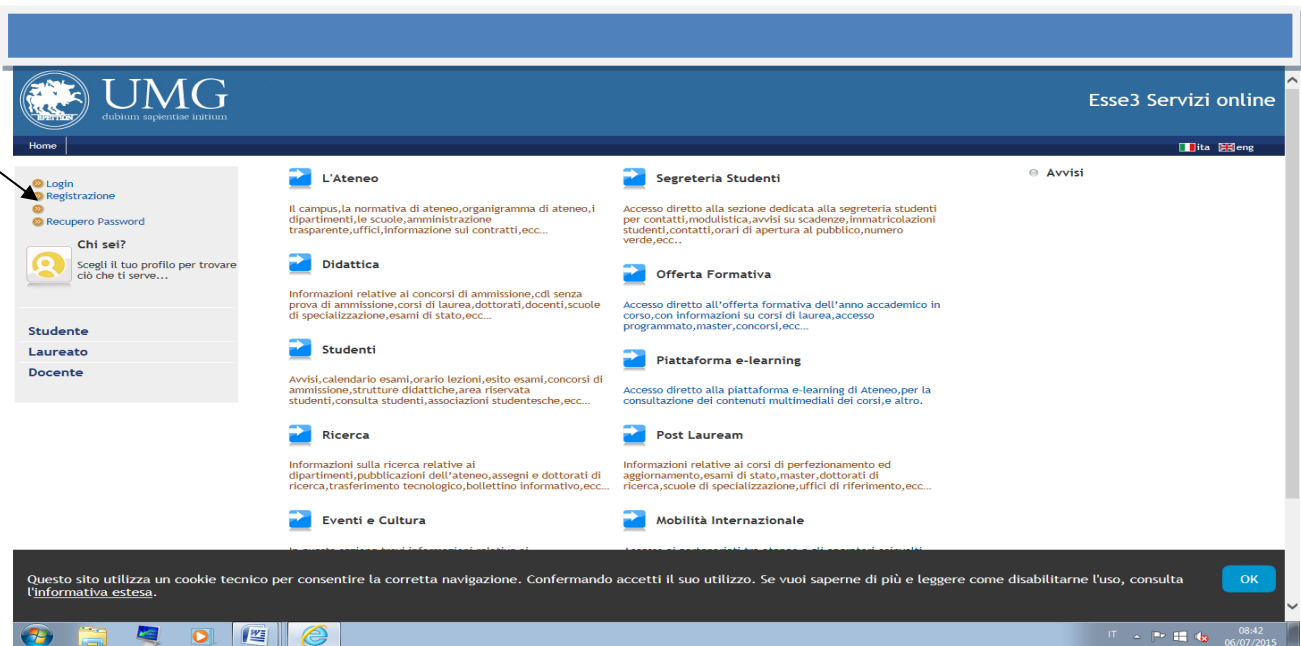 UMG
dubium sapientiae initium
Esse3 Servizi online
Home
ita eng
Login
Registrazione
Recupero Password
Chi sei?
Scegli il tuo profilo per trovare
ciò che ti serve...
Studente
Laureato
Docente
L'Ateneo
Il campus,la normativa di ateneo,organigramma di ateneo,i
dipartimenti,le scuole,amministrazione
trasparente,uffici,informazione sui contratti,ecc...
Didattica
Informazioni relative ai concorsi di ammissione,cdl senza
prova di ammissione,corsi di laurea,dottorati,docenti,scuole
di specializzazione,esami di stato,ecc...
Studenti
Avvisi,calendario esami,orario lezioni,esito esami,concorsi di
ammissione,strutture didattiche,area riservata
studenti,consulta studenti,associazioni studentesche,ecc...
Ricerca
Informazioni sulla ricerca relative ai
dipartimenti,pubblicazioni dell'ateneo,assegni e dottorati di
ricerca,trasferimento tecnologico,bollettino informativo,ecc...
Eventi e Cultura
Segreteria Studenti
Accesso diretto alla sezione dedicata alla segreteria studenti
per contatti,modulistica,avvisi su scadenze,immatricolazioni
studenti,contatti,orari di apertura al pubblico,numero
verde,ecc..
Offerta Formativa
Accesso diretto all'offerta formativa dell'anno accademico in
corso,con informazioni su corsi di laurea,accesso
programmato,master,concorsi,ecc...
Piattaforma e-learning
Accesso diretto alla piattaforma e-learning di Ateneo,per la
consultazione dei contenuti multimediali dei corsi,e altro.
Post Lauream
Informazioni relative ai corsi di perfezionamento ed
aggiornamento,esami di stato,master,dottorati di
ricerca,scuole di specializzazione,uffici di riferimento,ecc...
Mobilità Internazionale
Avvisi
Questo sito utilizza un cookie tecnico per consentire la corretta navigazione. Confermando accetti il suo utilizzo. Se vuoi saperne di più e leggere come disabilitarne l'uso, consulta
l'informativa estesa.
OK
IT
08:42
06/07/2015